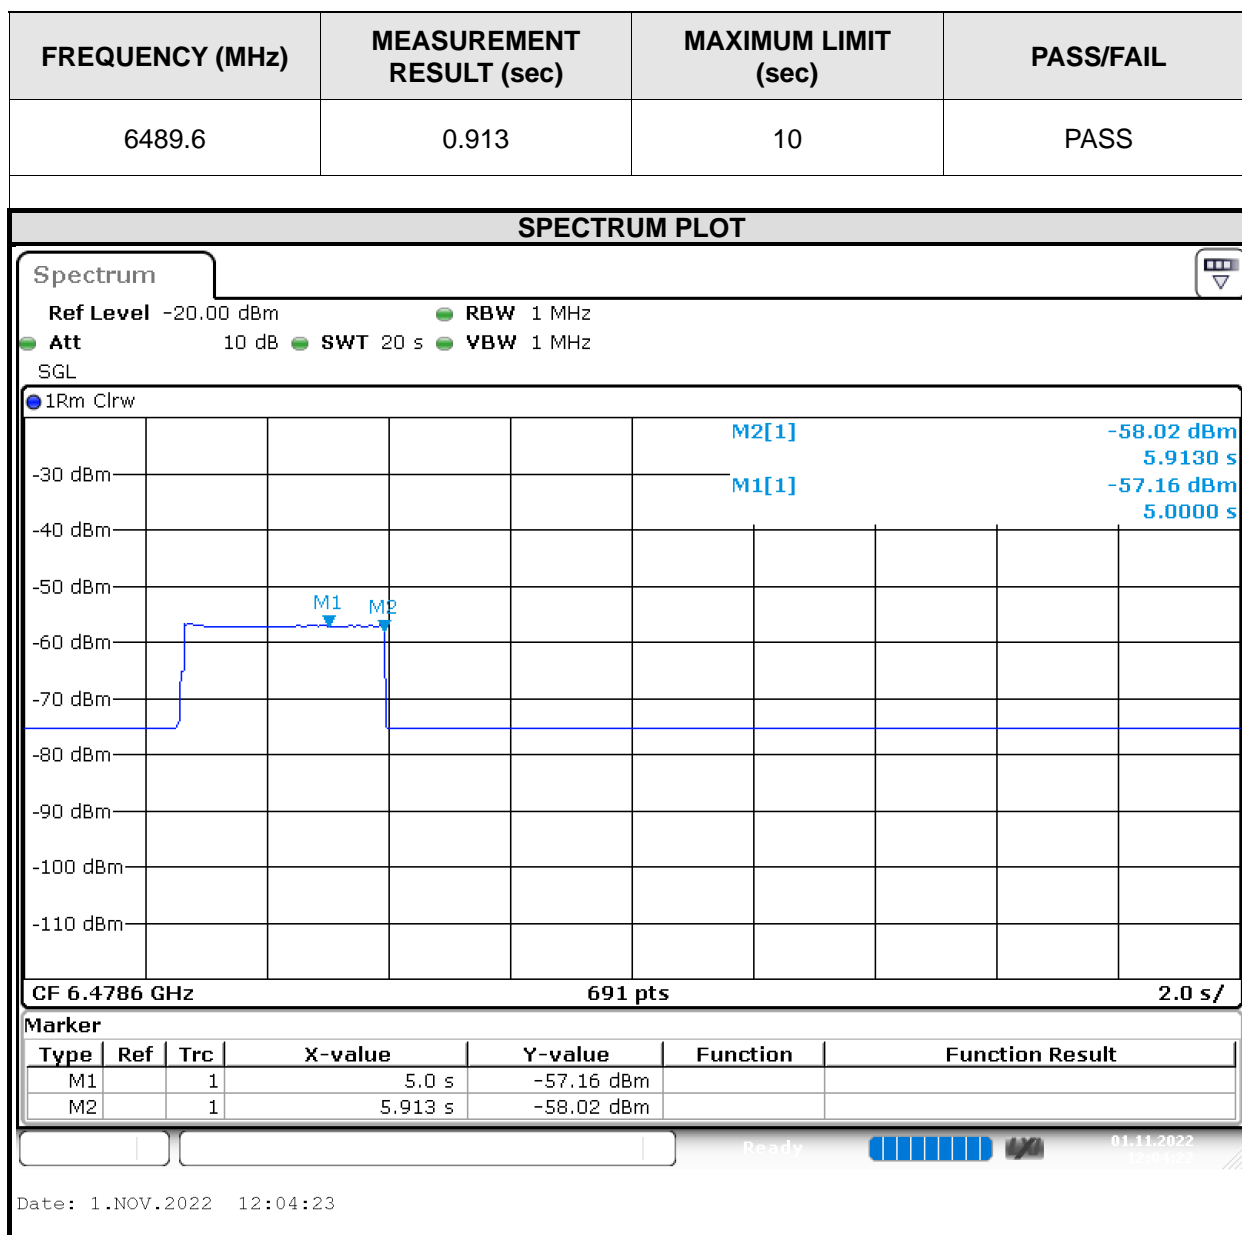 FREQUENCY (MHz)
MEASUREMENT RESULT (sec)
MAXIMUM LIMIT (sec)
PASS/FAIL
6489.6
0.913
10
PASS
SPECTRUM PLOT
Spectrum
Ref Level -20.00 dBm RBW 1 MHz
Att 10 dB SWT 20 s VBW 1 MHz
SGL
1Rm Clrw
M2[1] -58.02 dBm
5.9130 s
M1[1] -57.16 dBm
5.0000 s
-30 dBm
-40 dBm
-50 dBm
M1 M2
-60 dBm
-70 dBm
-80 dBm
-90 dBm
-100 dBm
-110 dBm
CF 6.4786 GHz 691 pts 2.0 s/
Marker
Type Ref Trc X-value Y-value Function Function Result
M1 1 5.0 s -57.16 dBm
M2 1 5.913 s -58.02 dBm
Ready 01.11.2022
Date: 1.NOV.2022 12:04:23